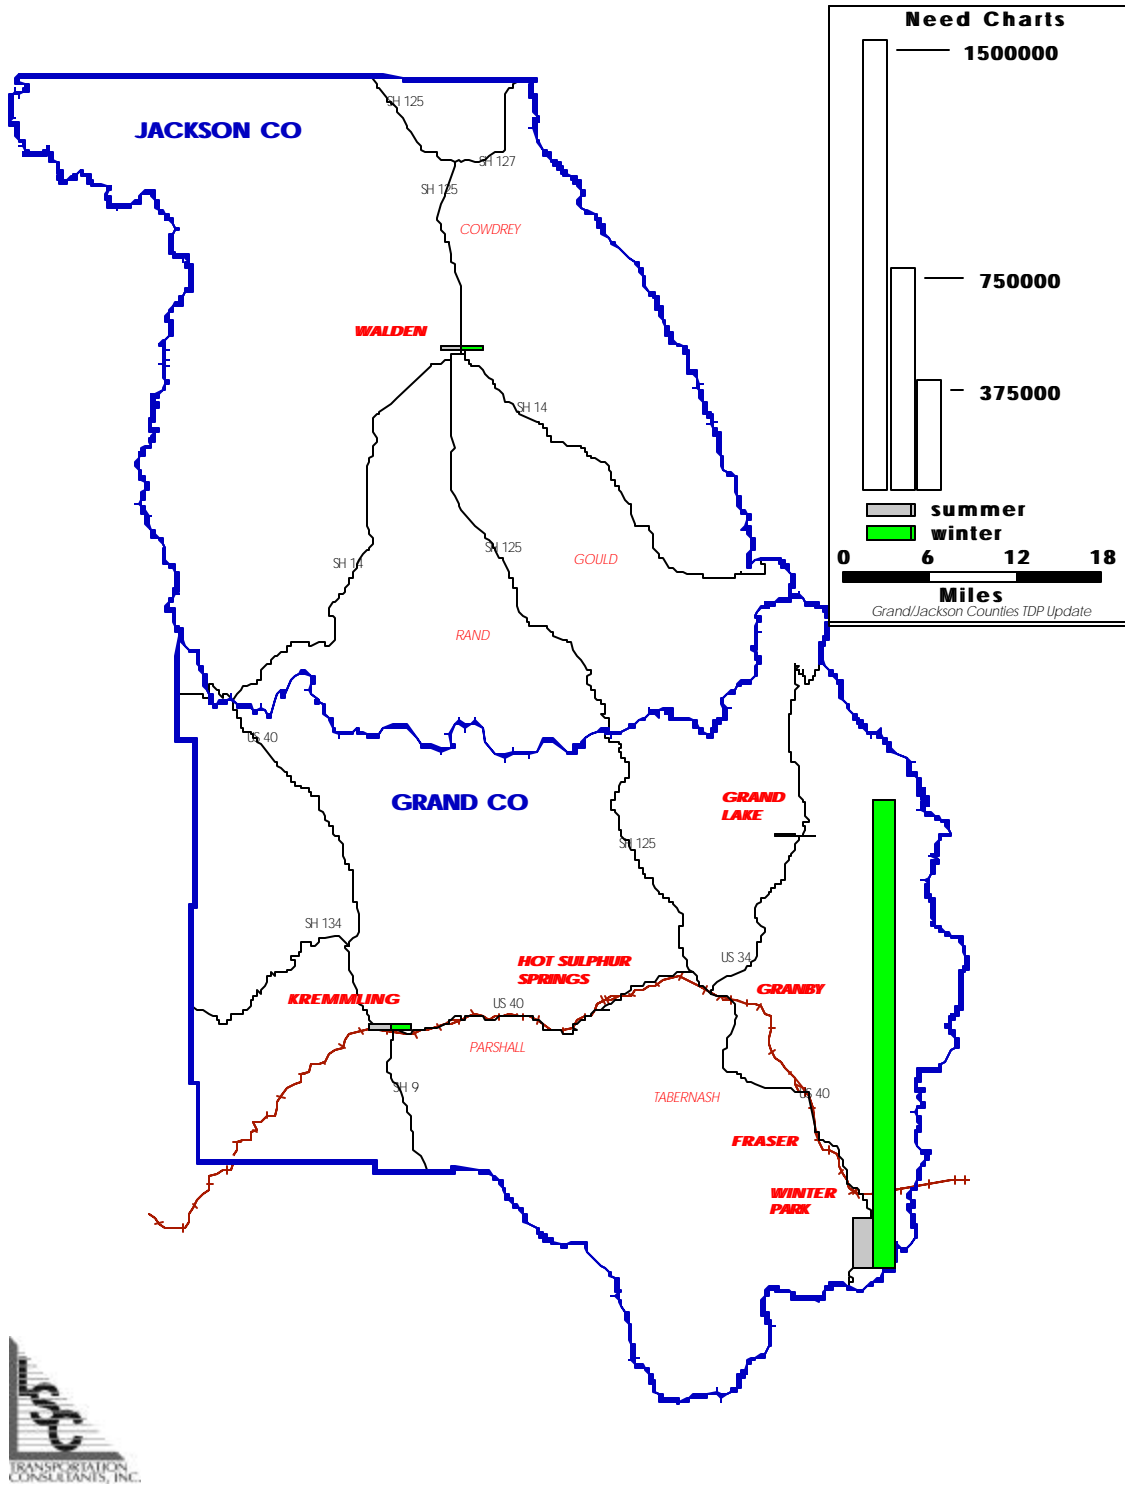 Need Charts
1500000
750000
375000
summer
winter
0 6 12 18
Miles
Grand/Jackson Counties TDP Update
JACKSON CO
SH 125
SH 127
SH 125
COWDREY
WALDEN
SH 14
SH 125
SH 14
GOULD
RAND
US 40
GRAND CO
GRAND
LAKE
SH 125
SH 134
HOT SULPHUR
SPRINGS
US 34
KREMMLING
US 40
GRANBY
PARSHALL
SH 9
TABERNASH
US 40
FRASER
WINTER
PARK
LSC
TRANSPORTATION
CONSULTANTS, INC.